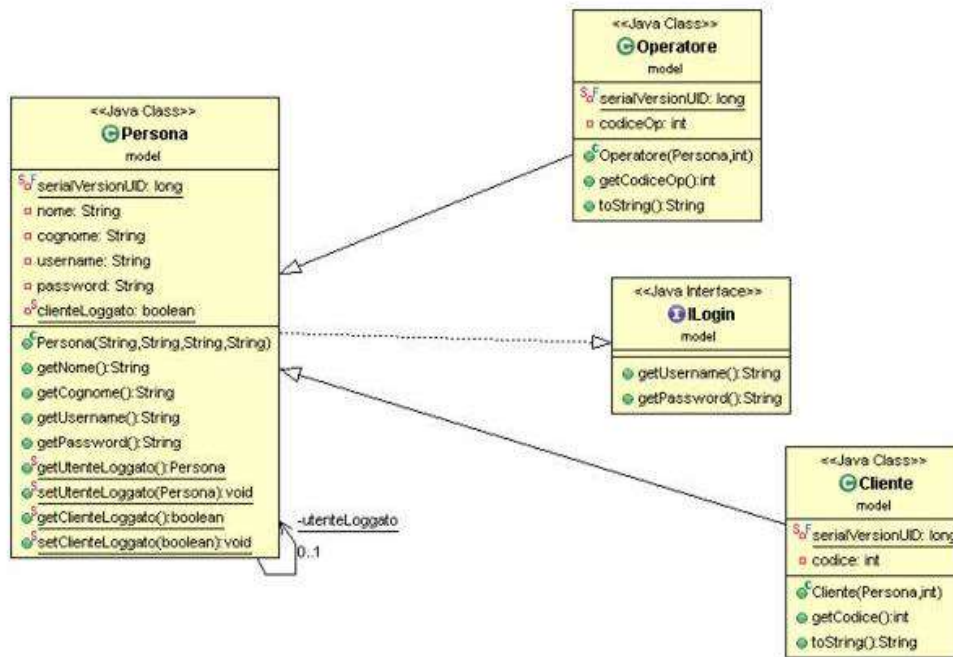 <<Java Class>>
Persona
model
serialVersionUID: long
nome: String
cognome: String
username: String
password: String
clienteLoggato: boolean
Persona(String,String,String,String)
getNome():String
getCognome():String
getUsername():String
getPassword():String
getUtenteLoggato():Persona
setUtenteLoggato(Persona):void
getClienteLoggato():boolean
setClienteLoggato(boolean):void
-utenteLoggato
0..1
<<Java Class>>
Operatore
model
serialVersionUID: long
codiceOp: int
Operatore(Persona,int)
getCodiceOp():int
toString():String
<<Java Interface>>
ILogin
model
getUsername():String
getPassword():String
<<Java Class>>
Cliente
model
serialVersionUID: long
codice: int
Cliente(Persona,int)
getCodice():int
toString():String